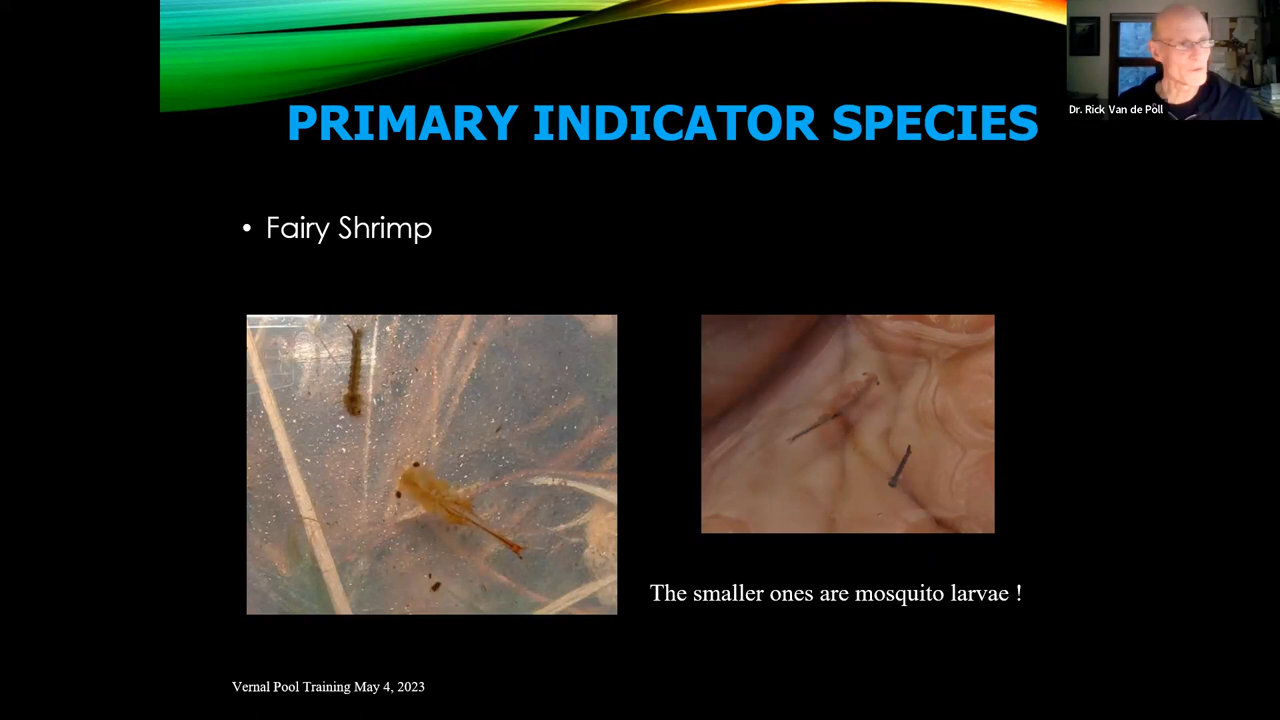 PRIMARY INDICATOR SPECIES
Dr. Rick Van de Poll
• Fairy Shrimp
The smaller ones are mosquito larvae !
Vernal Pool Training May 4, 2023